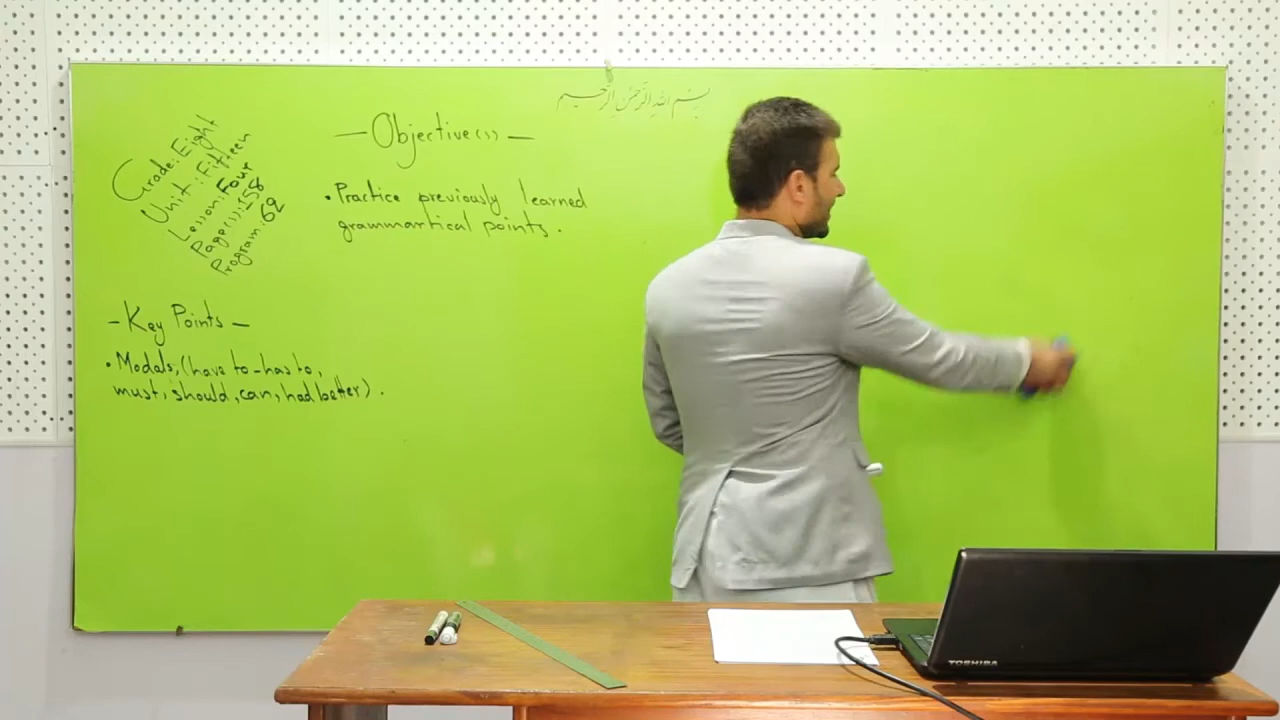 بسم الله الرحمن الرحیم
Grade: Eight
Unit: Fifteen
Lesson: Four
Page(s): 158
Program: 62
— Objective(s) —
• Practice previously learned
grammartical points.
— Key Points —
• Modals; (have to - has to,
must, should, can, had better).
TOSHIBA